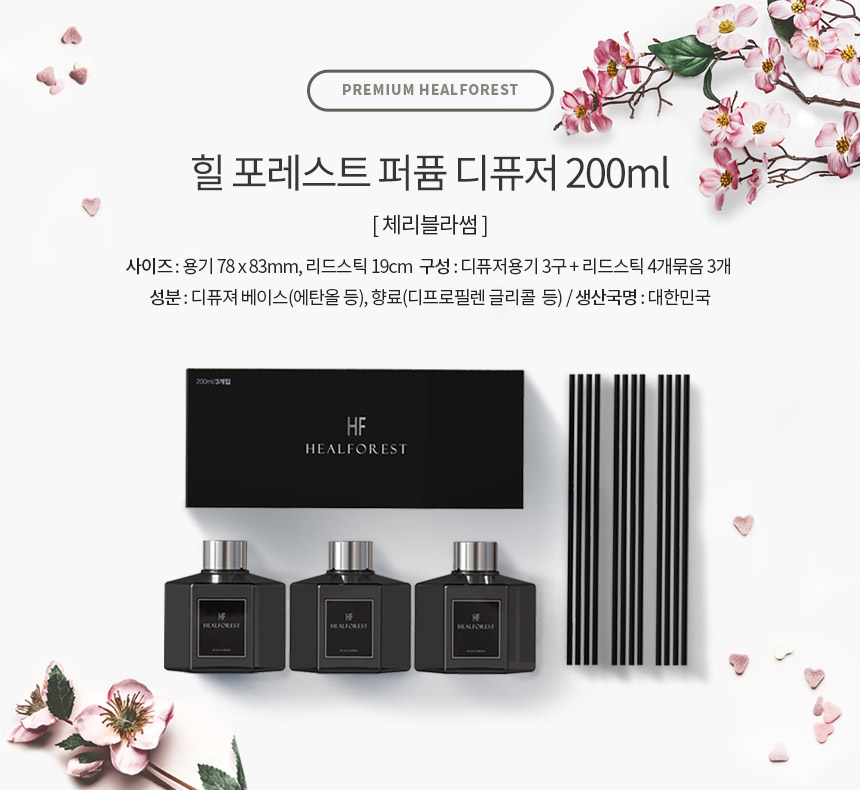 PREMIUM HEALFOREST
힐 포레스트 퍼퓸 디퓨저 200ml
[ 체리블라썸 ]
사이즈 : 용기 78 x 83mm, 리드스틱 19cm 구성 : 디퓨저용기 3구 + 리드스틱 4개묶음 3개
성분 : 디퓨져 베이스(에탄올 등), 향료(디프로필렌 글리콜 등) / 생산국명 : 대한민국
200ml/3개입
HF
HEALFOREST
HF
HEALFOREST
HF
HEALFOREST
HF
HEALFOREST